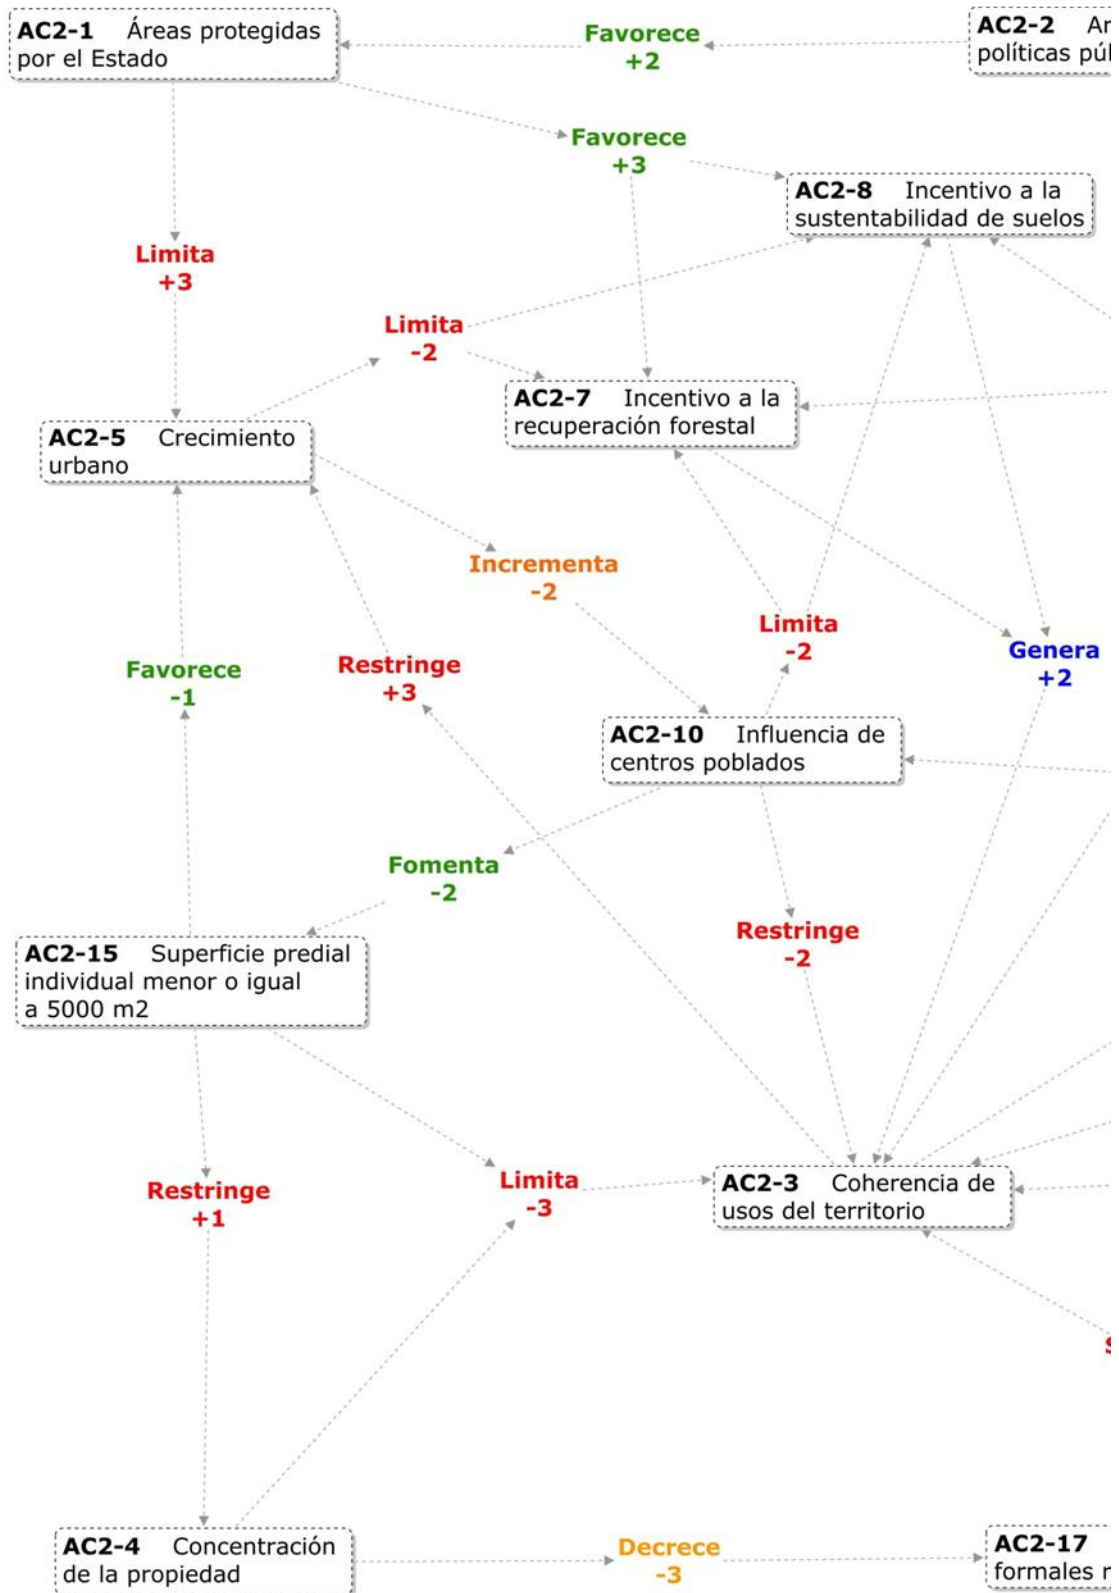 AC2-1 Áreas protegidas
por el Estado
Favorece
+2
AC2-2
políticas
Favorece
+3
AC2-8 Incentivo a la
sustentabilidad de suelos
Limita
+3
Limita
-2
AC2-7 Incentivo a la
recuperación forestal
AC2-5 Crecimiento
urbano
Incrementa
-2
Limita
-2
Genera
+2
Favorece
-1
Restringe
+3
AC2-10 Influencia de
centros poblados
Fomenta
-2
Restringe
-2
AC2-15 Superficie predial
individual menor o igual
a 5000 m2
Restringe
+1
Limita
-3
AC2-3 Coherencia de
usos del territorio
AC2-4 Concentración
de la propiedad
Decrece
-3
AC2-17
formales